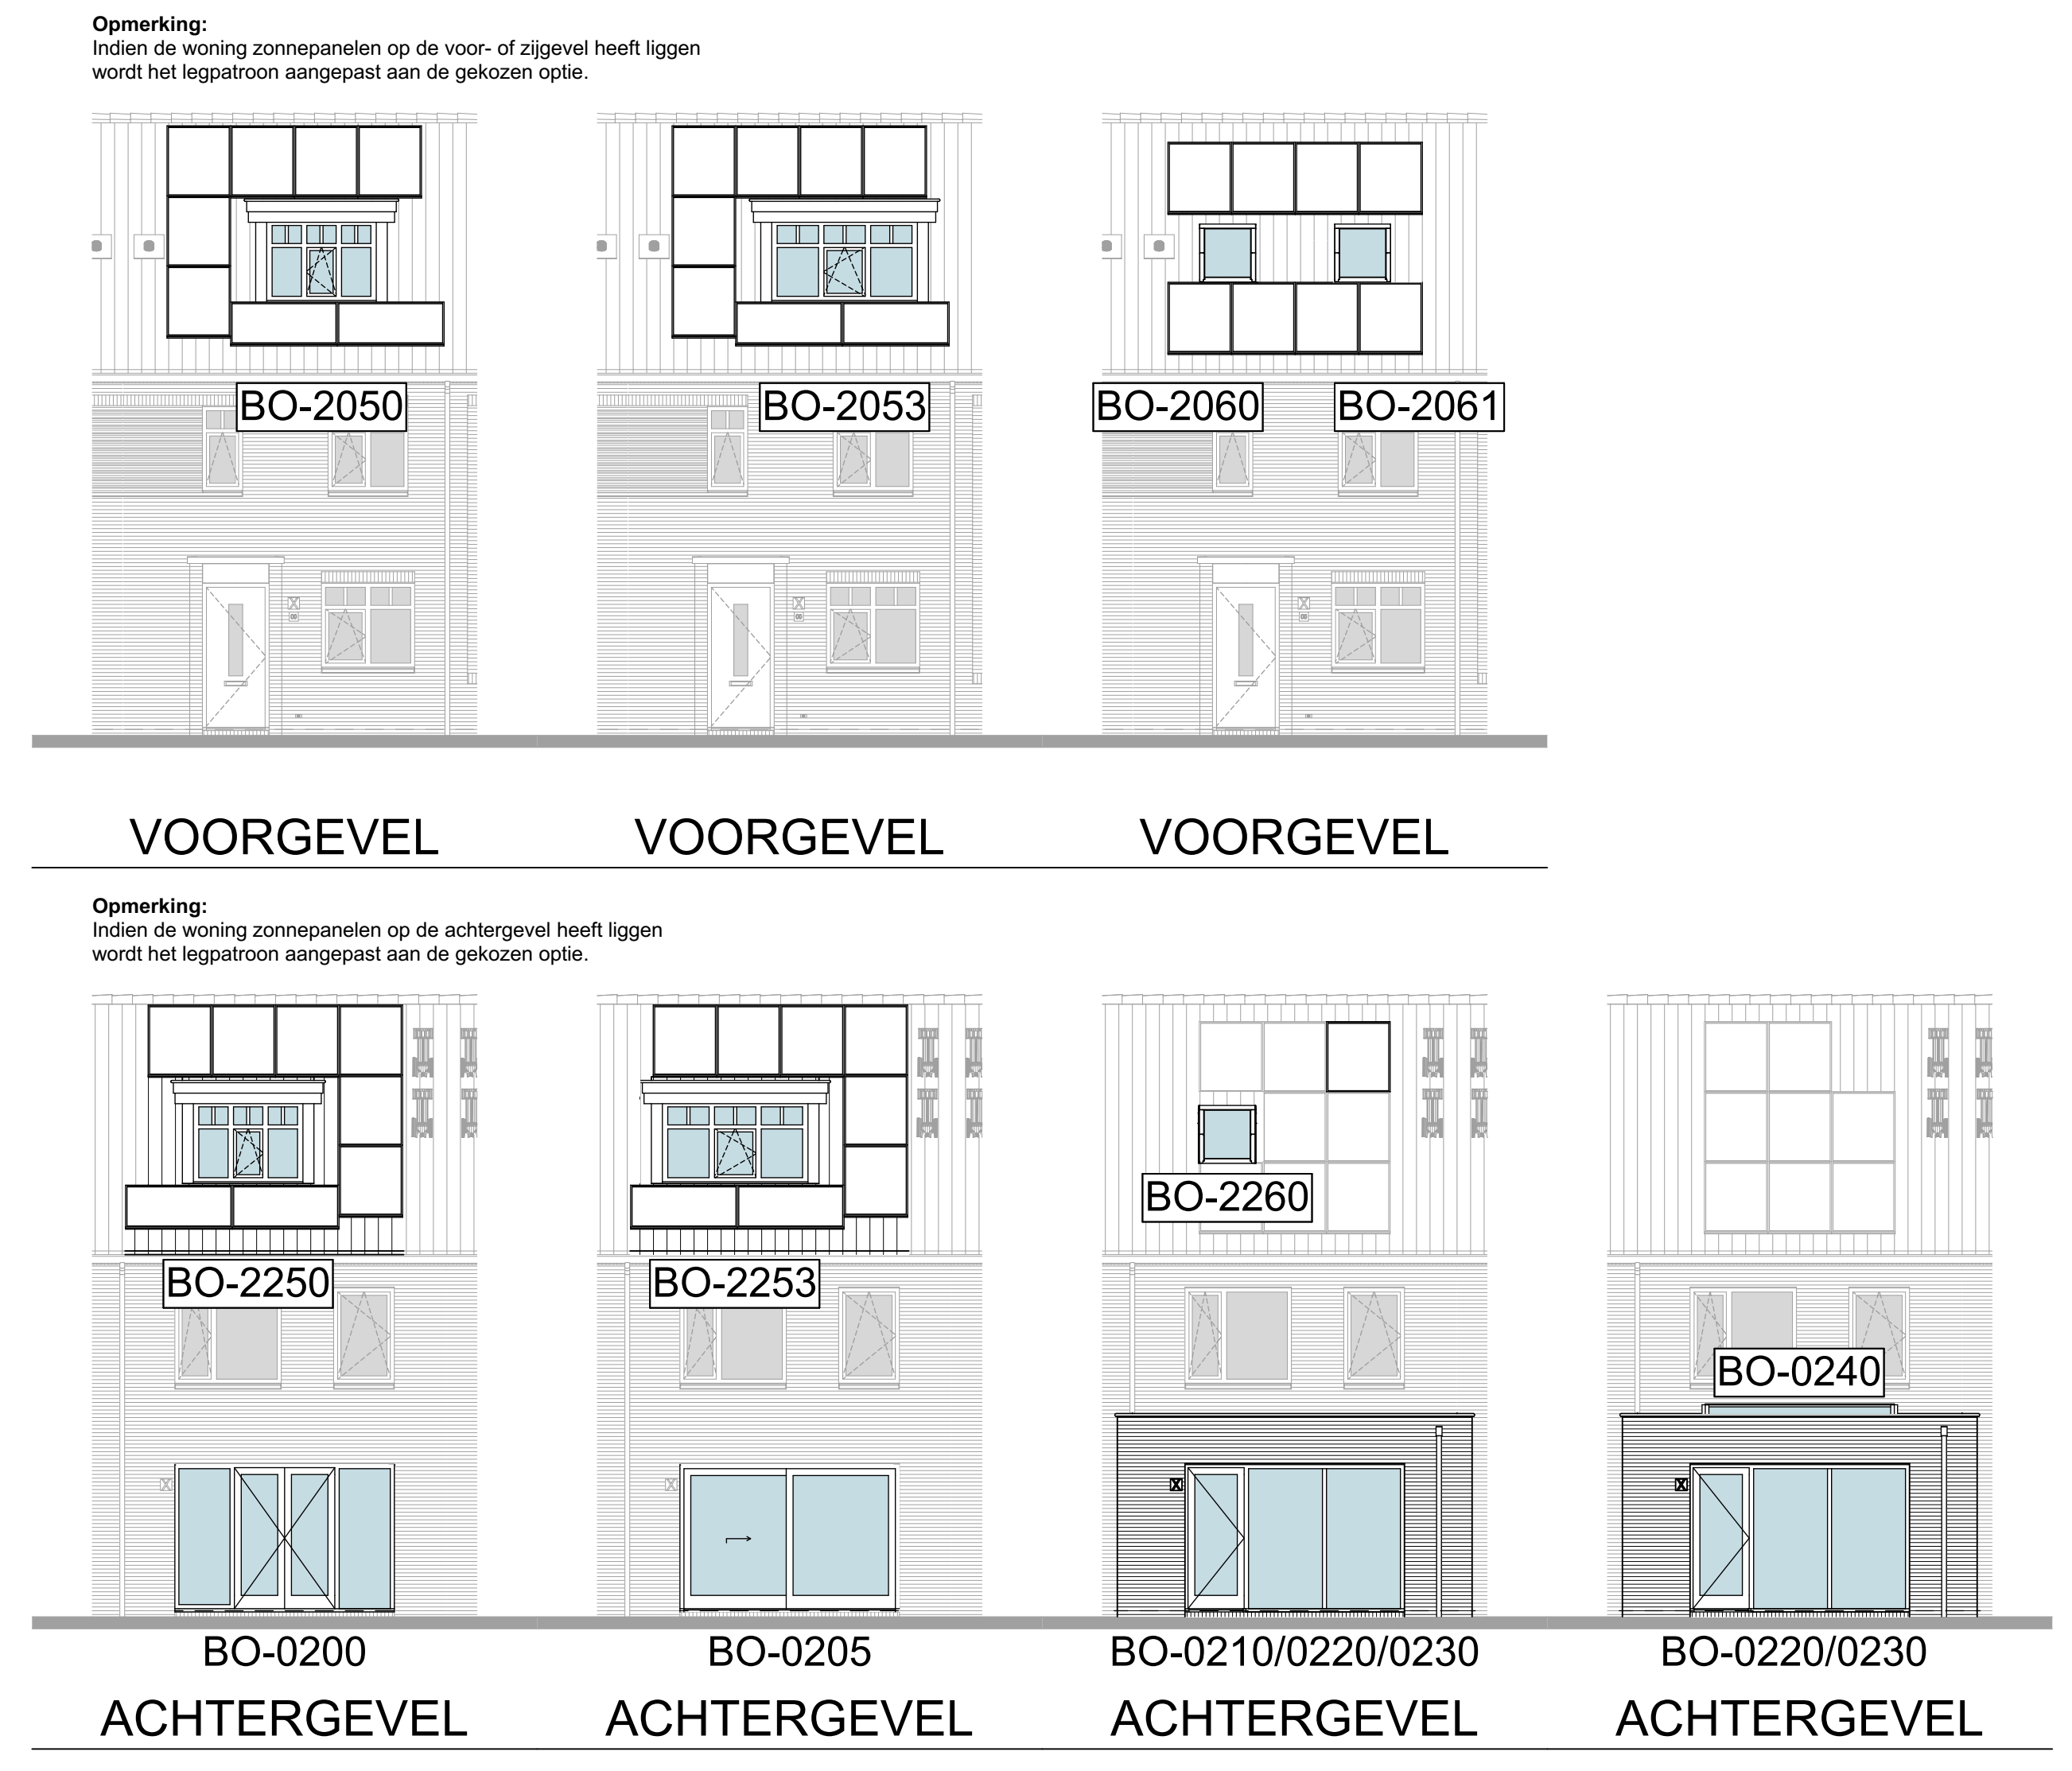 Opmerking:
Indien de woning zonnepanelen op de voor- of zijgevel heeft liggen
wordt het legpatroon aangepast aan de gekozen optie.
BO-2050
BO-2053
BO-2060
BO-2061
VOORGEVEL
VOORGEVEL
VOORGEVEL
Opmerking:
Indien de woning zonnepanelen op de achtergevel heeft liggen
wordt het legpatroon aangepast aan de gekozen optie.
BO-2250
BO-2253
BO-2260
BO-0240
BO-0200
BO-0205
BO-0210/0220/0230
BO-0220/0230
ACHTERGEVEL
ACHTERGEVEL
ACHTERGEVEL
ACHTERGEVEL